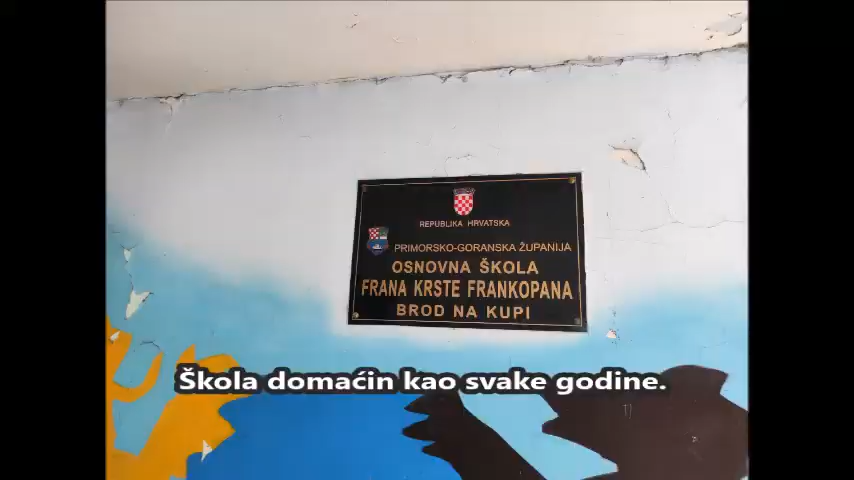 REPUBLIKA HRVATSKA
PRIMORSKO-GORANSKA ŽUPANIJA
OSNOVNA ŠKOLA
FRANA KRSTE FRANKOPANA
BROD NA KUPI
Škola domaćin kao svake godine.